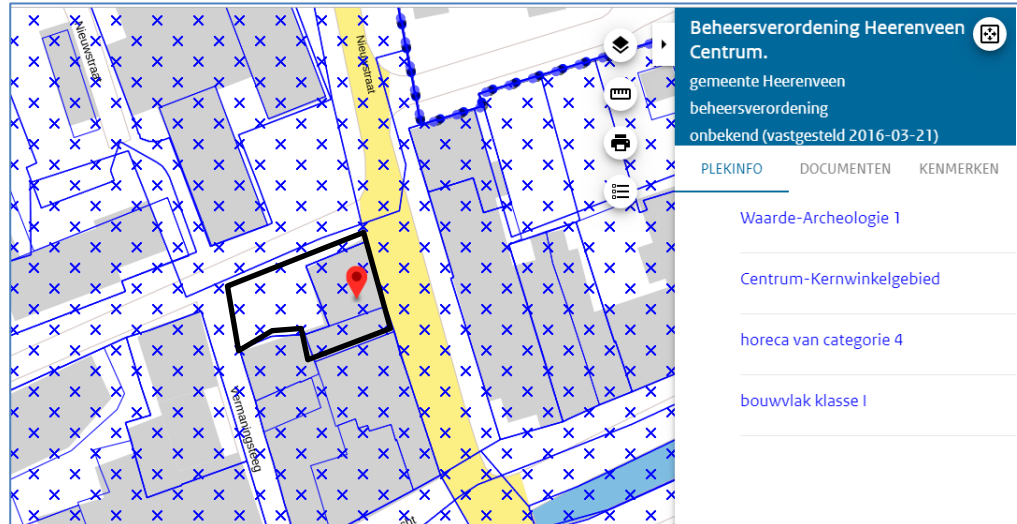 Nieuwstraat
Nieuwstraat
Vermaningsteeg
Beheersverordening Heerenveen
Centrum.
gemeente Heerenveen
beheersverordening
onbekend (vastgesteld 2016-03-21)
PLEKINFO DOCUMENTEN KENMERKEN
Waarde-Archeologie 1
Centrum-Kernwinkelgebied
horeca van categorie 4
bouwvlak klasse I